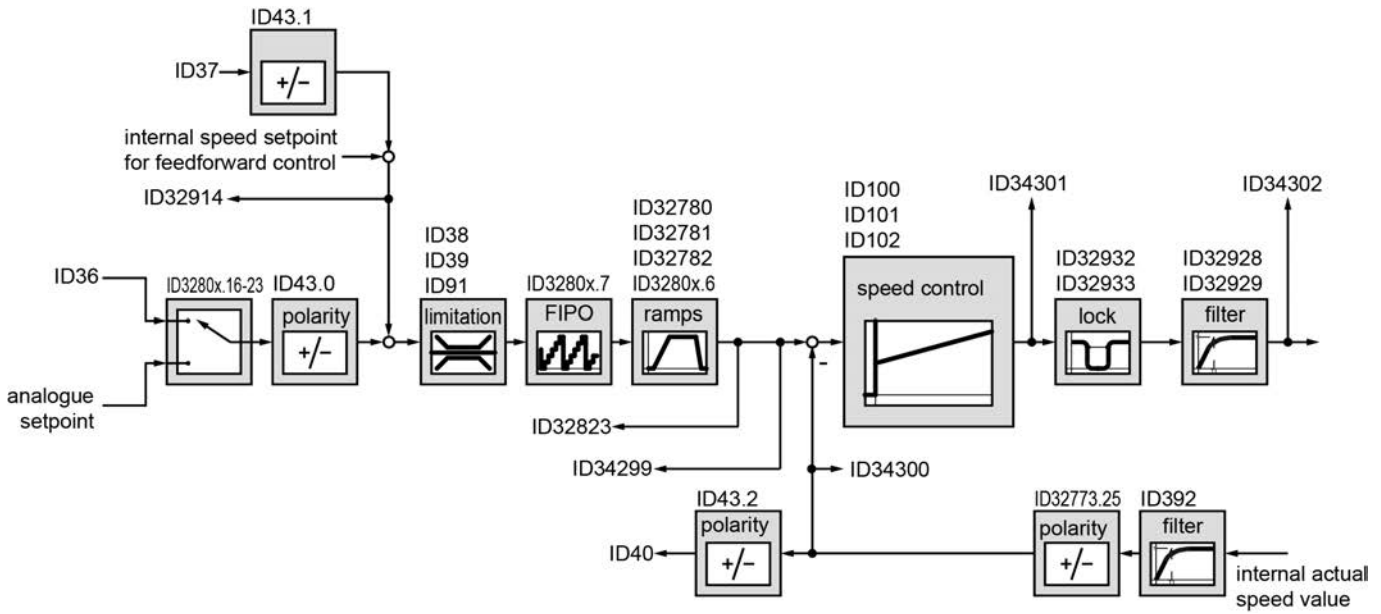 ID43.1
ID37
+/−
internal speed setpoint
for feedforward control
ID32914
ID36
ID3280x.16-23
ID43.0
polarity
+/−
analogue
setpoint
ID38
ID39
ID91
limitation
ID3280x.7
FIPO
ID32780
ID32781
ID32782
ID3280x.6
ramps
ID32823
ID34299
-
ID100
ID101
ID102
speed control
ID34301
ID32932
ID32933
lock
ID32928
ID32929
filter
ID34302
ID34300
ID43.2
polarity
+/−
ID40
ID32773.25
polarity
+/−
ID392
filter
internal actual
speed value